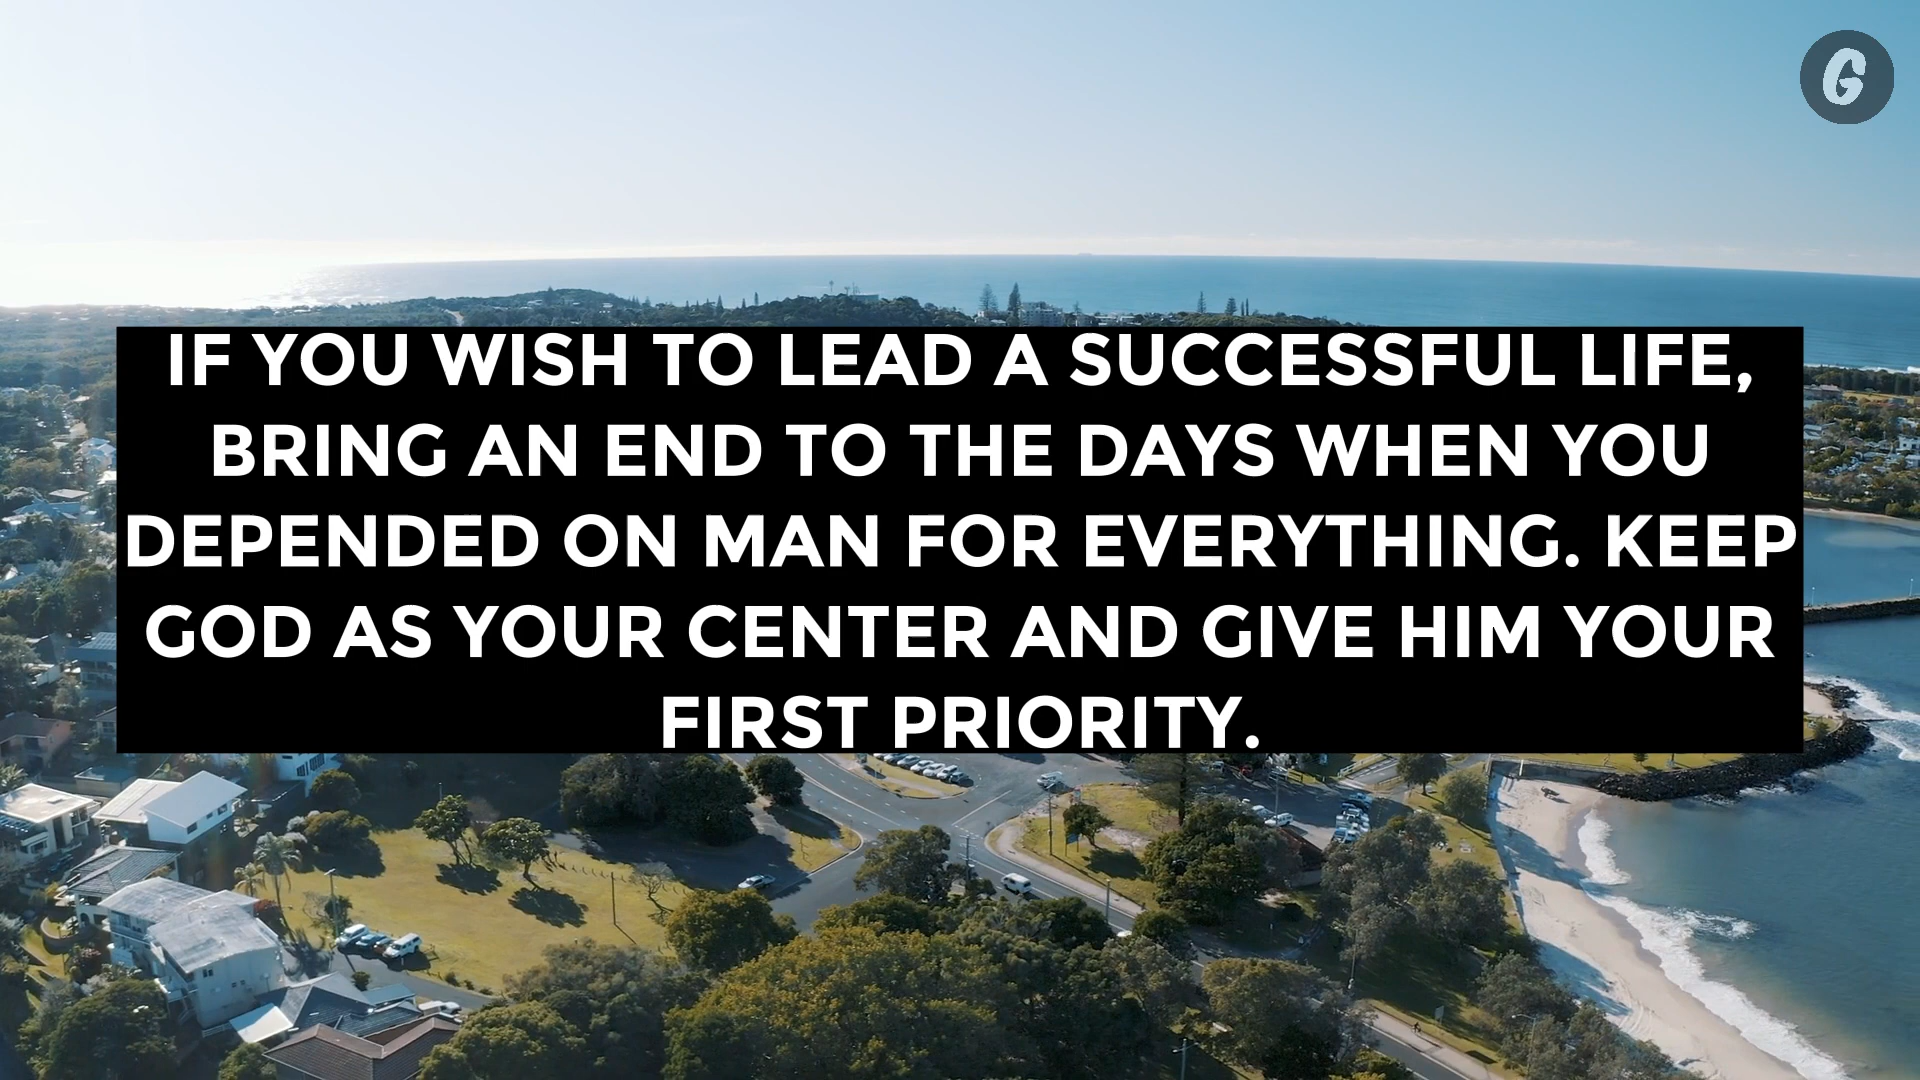 G
IF YOU WISH TO LEAD A SUCCESSFUL LIFE,
BRING AN END TO THE DAYS WHEN YOU
DEPENDED ON MAN FOR EVERYTHING. KEEP
GOD AS YOUR CENTER AND GIVE HIM YOUR
FIRST PRIORITY.